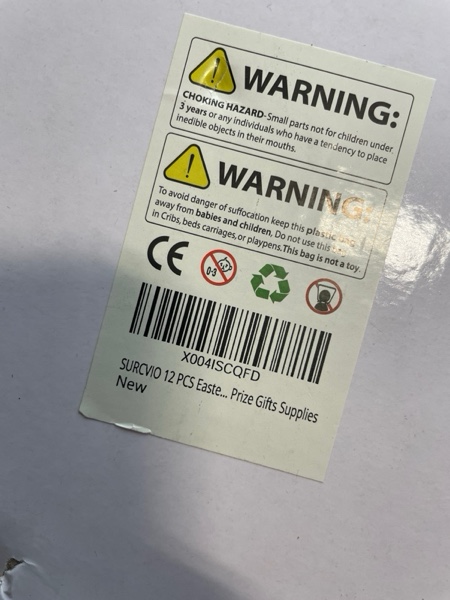 WARNING:
CHOKING HAZARD-Small parts not for children under
3 years or any individuals who have a tendency to place
inedible objects in their mouths.
WARNING:
To avoid danger of suffocation keep this plastic
away from babies and children, Do not use this
in Cribs, beds carriages, or playpens. This bag is not a toy.
CE
0-3
X004ISCQFD
SURCVIO 12 PCS Easte... Prize Gifts Supplies
New